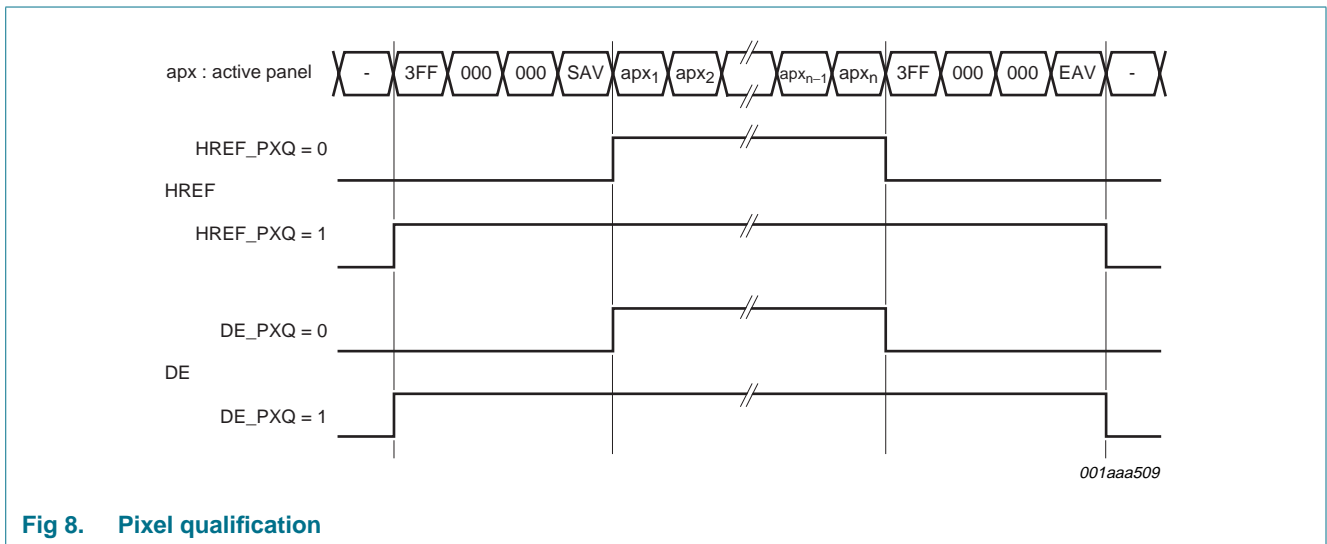 apx : active panel - 3FF 000 000 SAV apx1 apx2 apxn–1 apxn 3FF 000 000 EAV -
HREF_PXQ = 0
HREF
HREF_PXQ = 1
DE_PXQ = 0
DE
DE_PXQ = 1
001aaa509
Fig 8. Pixel qualification